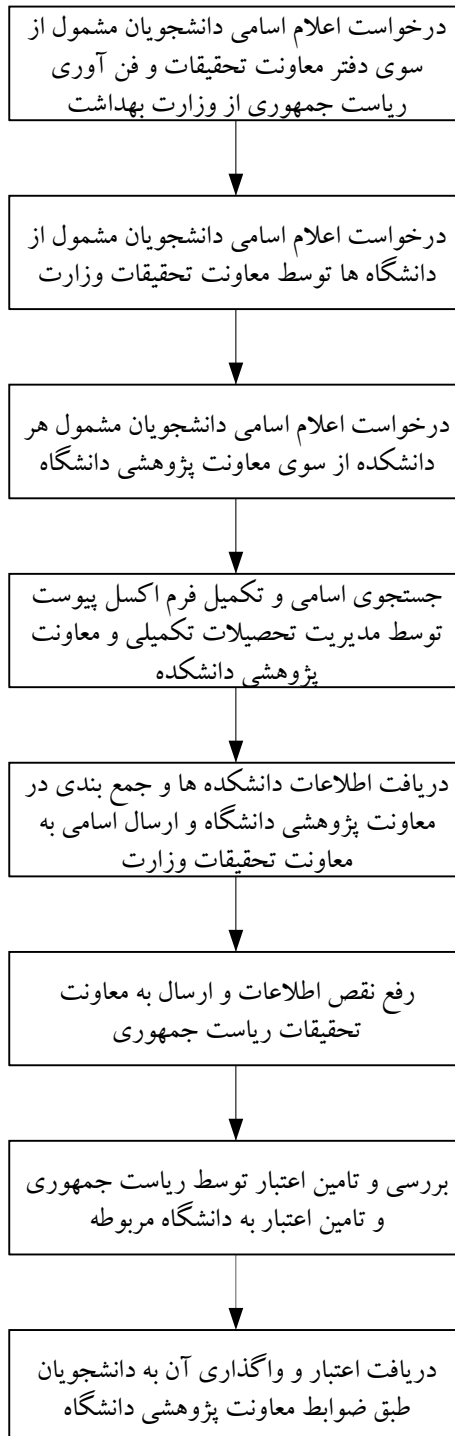 درخواست اعلام اسامی دانشجویان مشمول از
سوی دفتر معاونت تحقیقات و فن آوری
ریاست جمهوری از وزارت بهداشت
درخواست اعلام اسامی دانشجویان مشمول از
دانشگاه ها توسط معاونت تحقیقات وزارت
درخواست اعلام اسامی دانشجویان مشمول هر
دانشکده از سوی معاونت پژوهشی دانشگاه
جستجوی اسامی و تکمیل فرم اکسل پیوست
توسط مدیریت تحصیلات تکمیلی و معاونت
پژوهشی دانشکده
دریافت اطلاعات دانشکده ها و جمع بندی در
معاونت پژوهشی دانشگاه و ارسال اسامی به
معاونت تحقیقات وزارت
رفع نقص اطلاعات و ارسال به معاونت
تحقیقات ریاست جمهوری
بررسی و تامین اعتبار توسط ریاست جمهوری
و تامین اعتبار به دانشگاه مربوطه
دریافت اعتبار و واگذاری آن به دانشجویان
طبق ضوابط معاونت پژوهشی دانشگاه